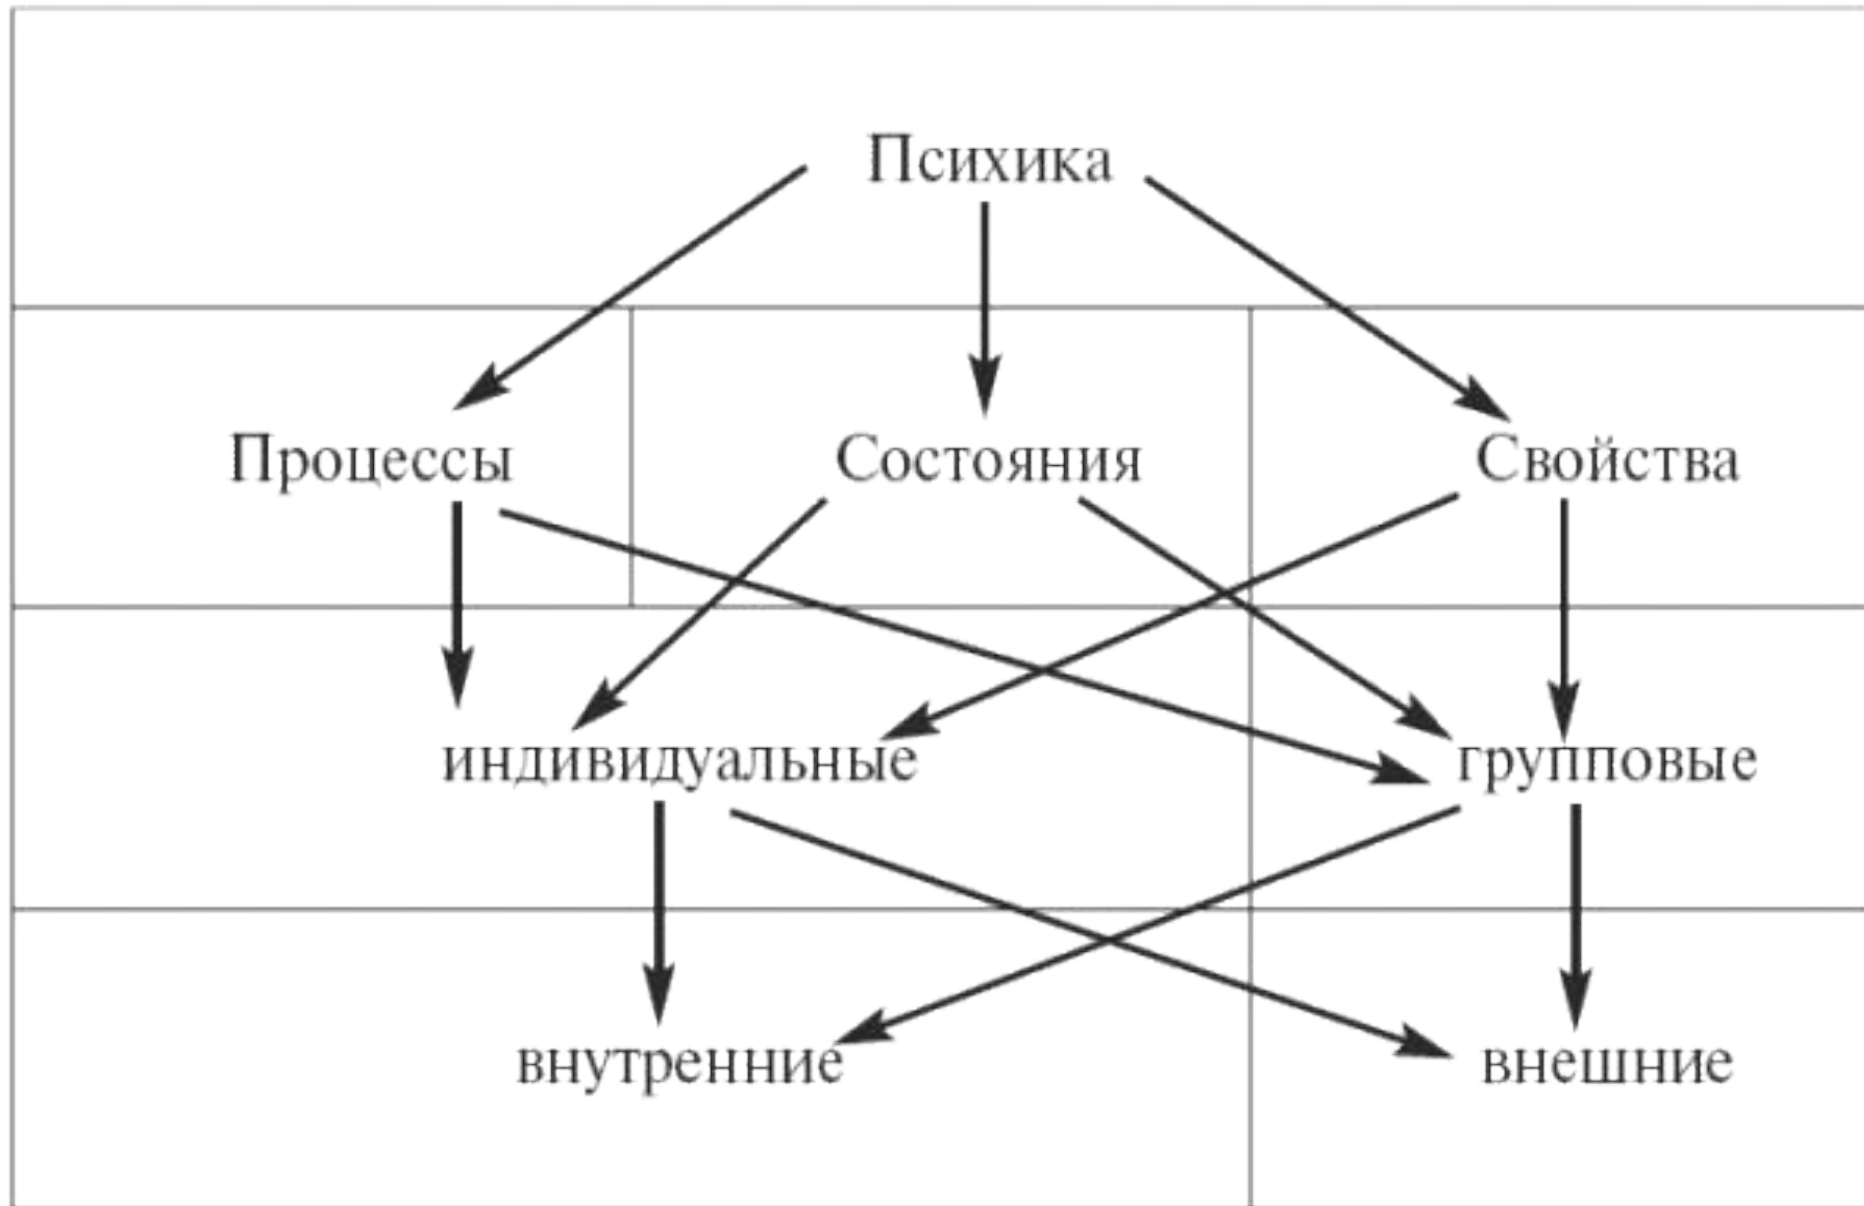 Психика
Процессы Состояния Свойства
индивидуальные групповые
внутренние внешние